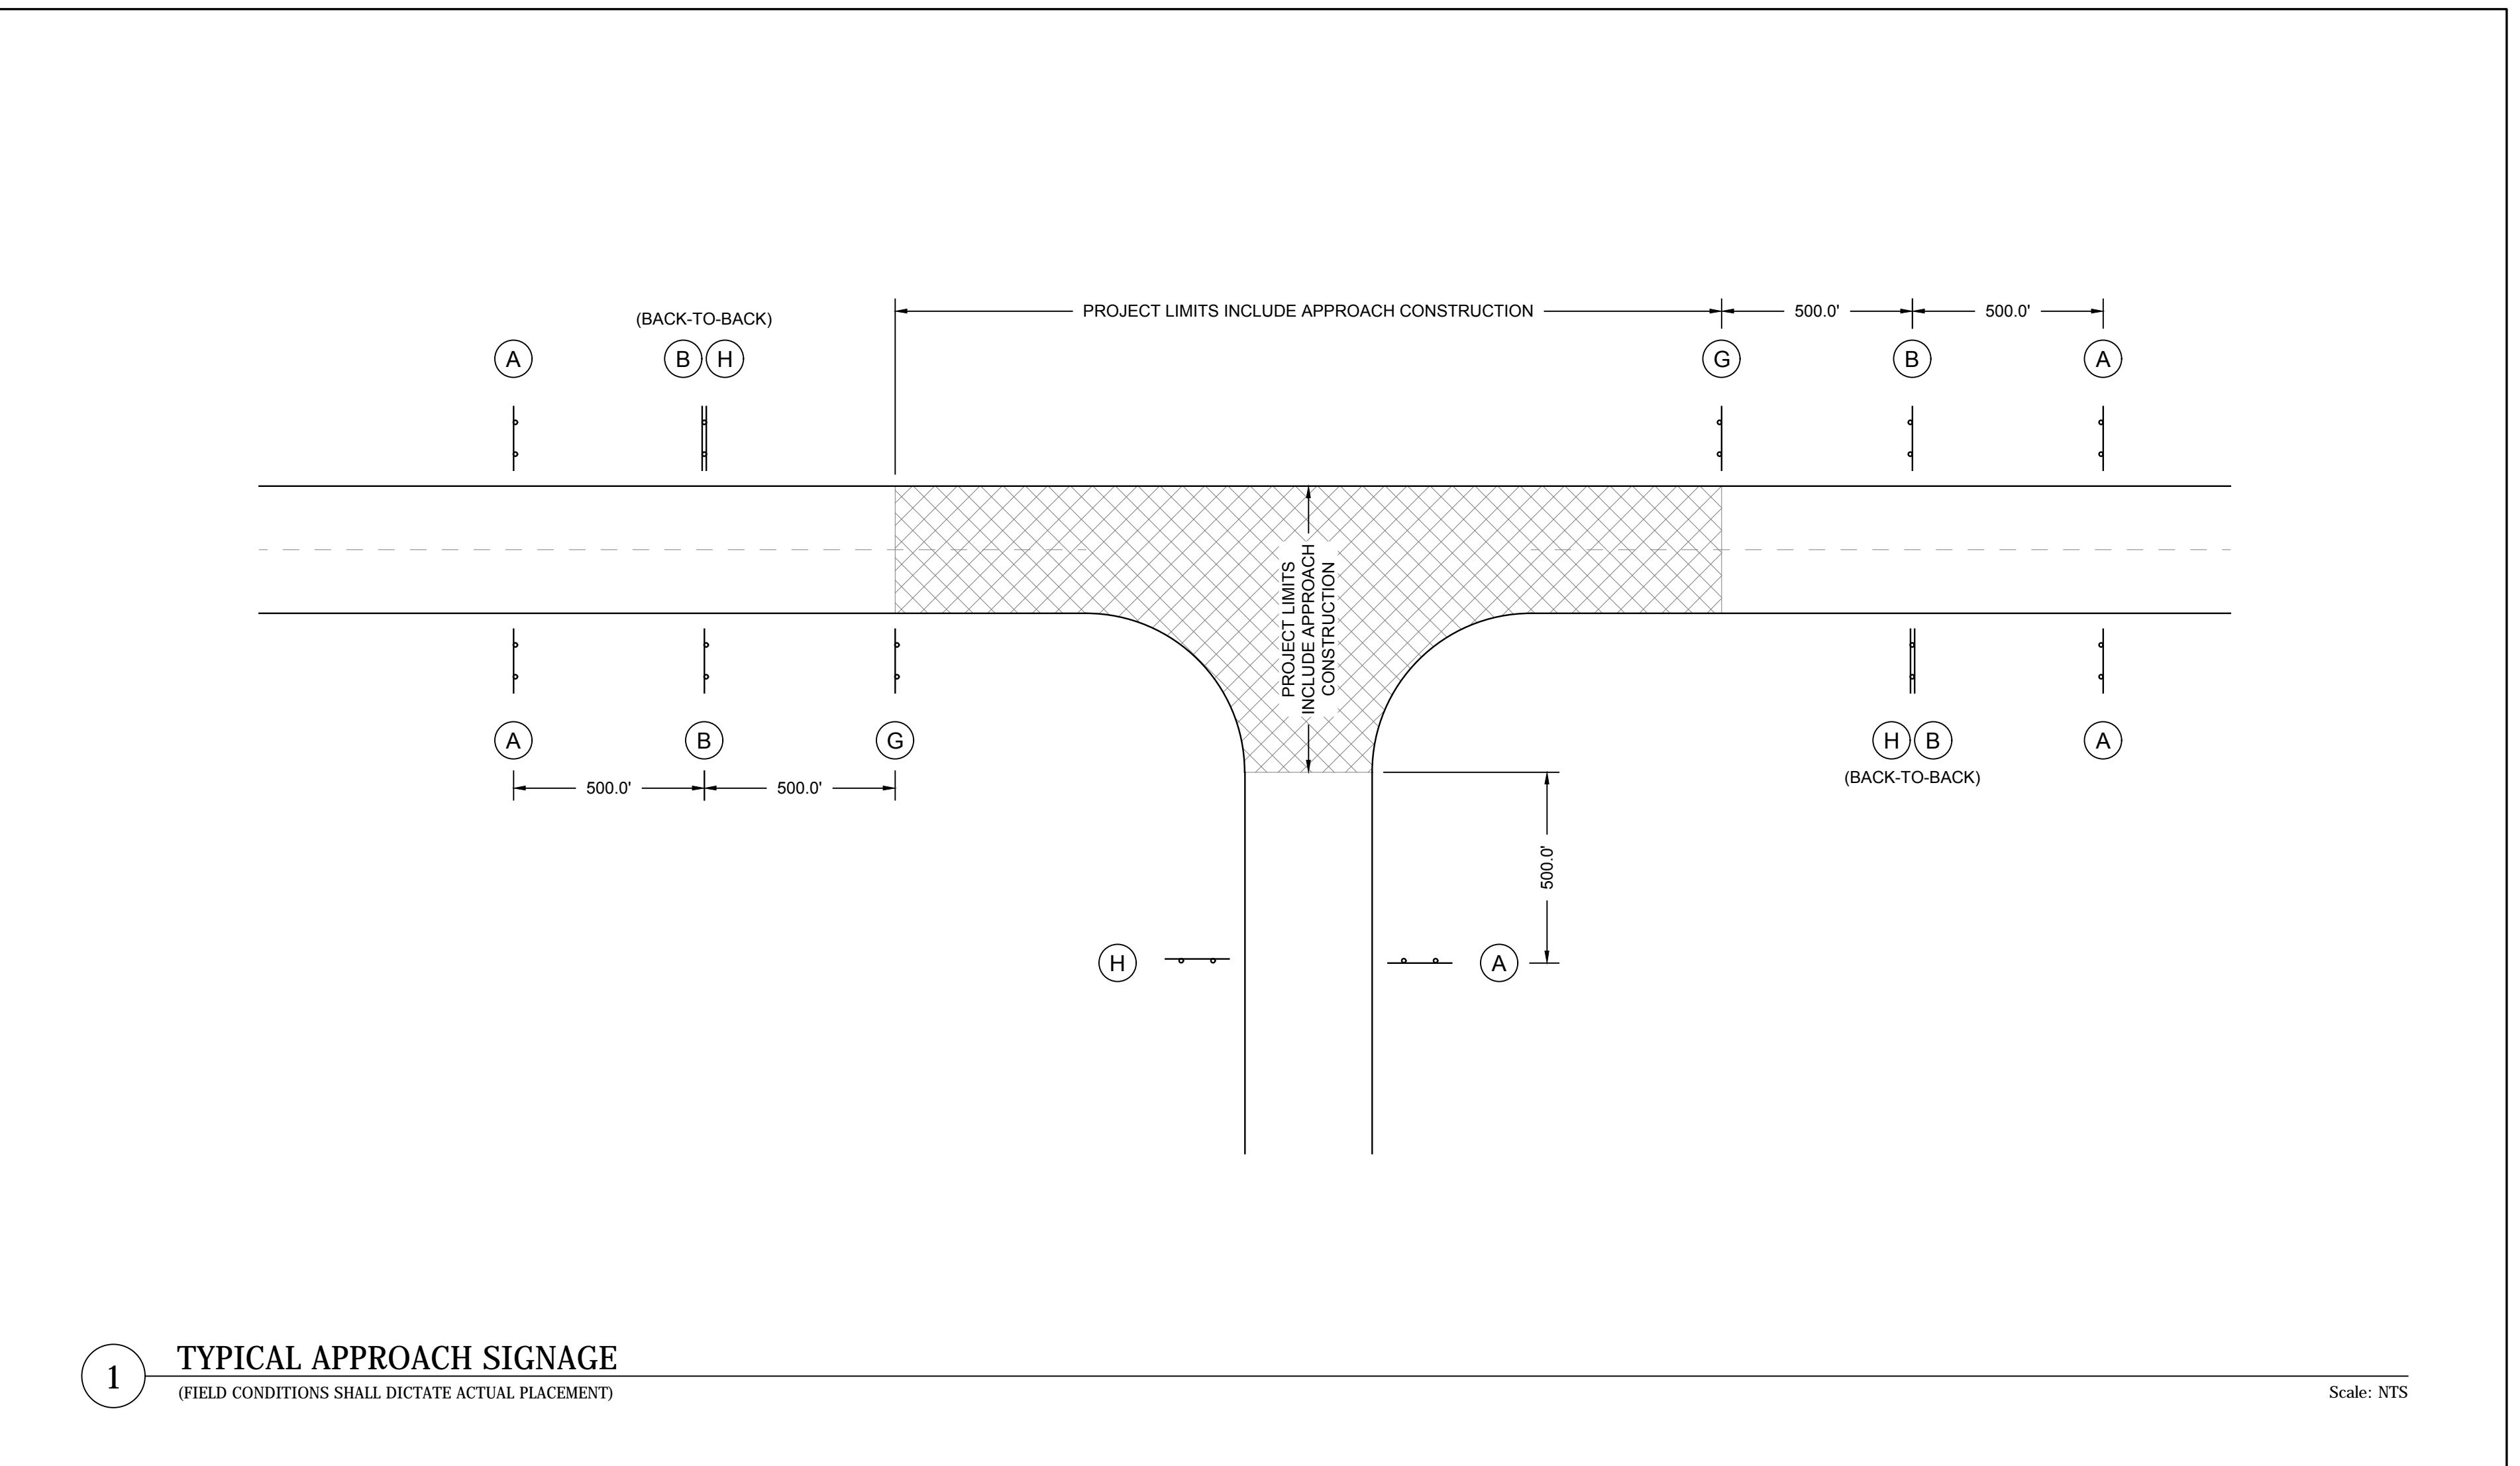 (BACK-TO-BACK)
PROJECT LIMITS INCLUDE APPROACH CONSTRUCTION
500.0'
500.0'
A
B
H
G
B
A
PROJECT LIMITS
INCLUDE APPROACH
CONSTRUCTION
A
B
G
H
B
A
(BACK-TO-BACK)
500.0'
500.0'
500.0'
H
A
1
TYPICAL APPROACH SIGNAGE
(FIELD CONDITIONS SHALL DICTATE ACTUAL PLACEMENT)
Scale: NTS